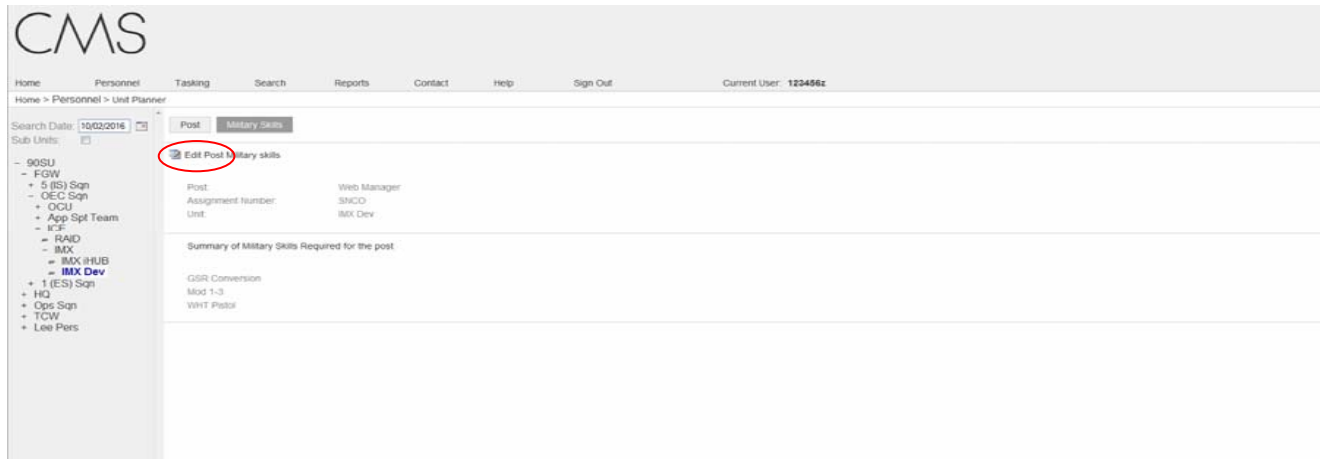 CMS
Home Personnel Tasking Search Reports Contact Help Sign Out Current User: 123456z
Home > Personnel > Unit Planner
Search Date: 10/02/2016
Sub Units:
− 90SU
− FGW
+ 5 (IS) Sqn
− OEC Sqn
+ OCU
+ App Spt Team
− ICE
RAID
− IMX
IMX iHUB
IMX Dev
+ 1 (ES) Sqn
+ HQ
+ Ops Sqn
+ TCW
+ Lee Pers
Post Military Skills
Edit Post Military skills
Post: Web Manager
Assignment Number: SNCO
Unit: IMX Dev
Summary of Military Skills Required for the post
GSR Conversion
Mod 1-3
WHT Pistol